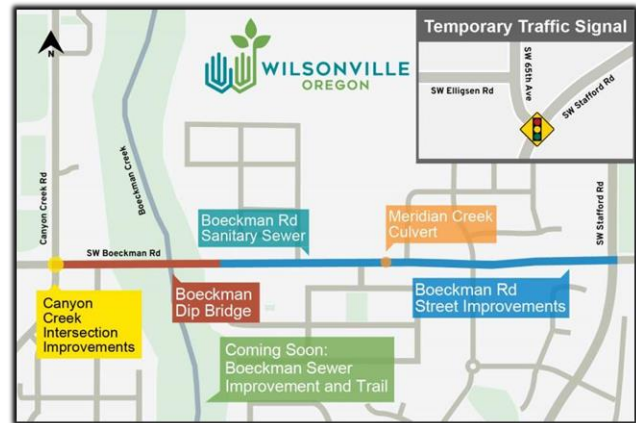 N
WILSONVILLE
OREGON
Temporary Traffic Signal
SW 65th Ave
SW Elligsen Rd
SW Stafford Rd
Canyon Creek Rd
Boeckman Creek
SW Stafford Rd
Boeckman Rd
Sanitary Sewer
Meridian Creek
Culvert
SW Boeckman Rd
Canyon
Creek
Intersection
Improvements
Boeckman
Dip Bridge
Boeckman Rd
Street Improvements
Coming Soon:
Boeckman Sewer
Improvement and Trail